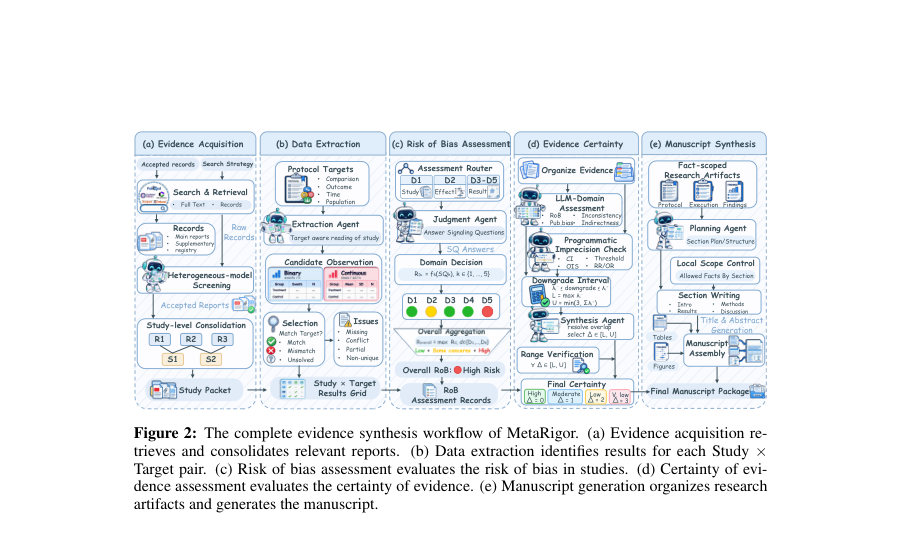 (a) Evidence Acquisition
Accepted records
Search Strategy
Search & Retrieval
• Full Text • Records
Records
• Main reports
• Supplementary
registry
Raw
Records
Heterogeneous-model
Screening
Accepted Reports
Study-level Consolidation
R1 R2 R3
S1 S2
Study Packet
(b) Data Extraction
Protocol Targets
• Comparision
• Outcome
• Time
• Population
Extraction Agent
Target aware reading of study
Candidate Observation
Binary
Continuous
Selection
Match Target?
Match
Mismatch
Unsolved
Issues
• Missing
• Conflict
• Partial
• Non-unique
Study × Target
Results Grid
(c) Risk of Bias Assessment
Assessment Router
D1 D2 D3-D5
Study Effect Result
Judgment Agent
Answer Signaling Questions
SQ Answers
Domain Decision
D1 D2 D3 D4 D5
Overall Aggregation
Low + Some concerns + High
Overall RoB: High Risk
RoB
Assessment Records
(d) Evidence Certainty
Organize Evidence
LLM-Domain
Assessment
• RoB • Inconsistency
• Pub.bias • Indirectness
Programmatic
Imprecision Check
• CI • Threshold
• OIS • RR/OR
Downgrade Interval
Synthesis Agent
resolve overlap
select Δ ∈ [L, U]
Range Verification
∀ Δ ∈ [L, U]
Final Certainty
High Moderate Low V. low
Δ = 0 Δ = 1 Δ = 2 Δ = 3
(e) Manuscript Synthesis
Fact-scoped
Research Artifacts
Protocol Execution Findings
Planning Agent
Section Plan/Structure
Local Scope Control
Allowed Facts By Section
Section Writing
• Intro • Methods
• Results • Discussion
Title & Abstract
Generation
Tables
Figures
Manuscript
Assembly
Final Manuscript Package
Figure 2: The complete evidence synthesis workflow of MetaRigor. (a) Evidence acquisition re-
trieves and consolidates relevant reports. (b) Data extraction identifies results for each Study ×
Target pair. (c) Risk of bias assessment evaluates the risk of bias in studies. (d) Certainty of evi-
dence assessment evaluates the certainty of evidence. (e) Manuscript generation organizes research
artifacts and generates the manuscript.